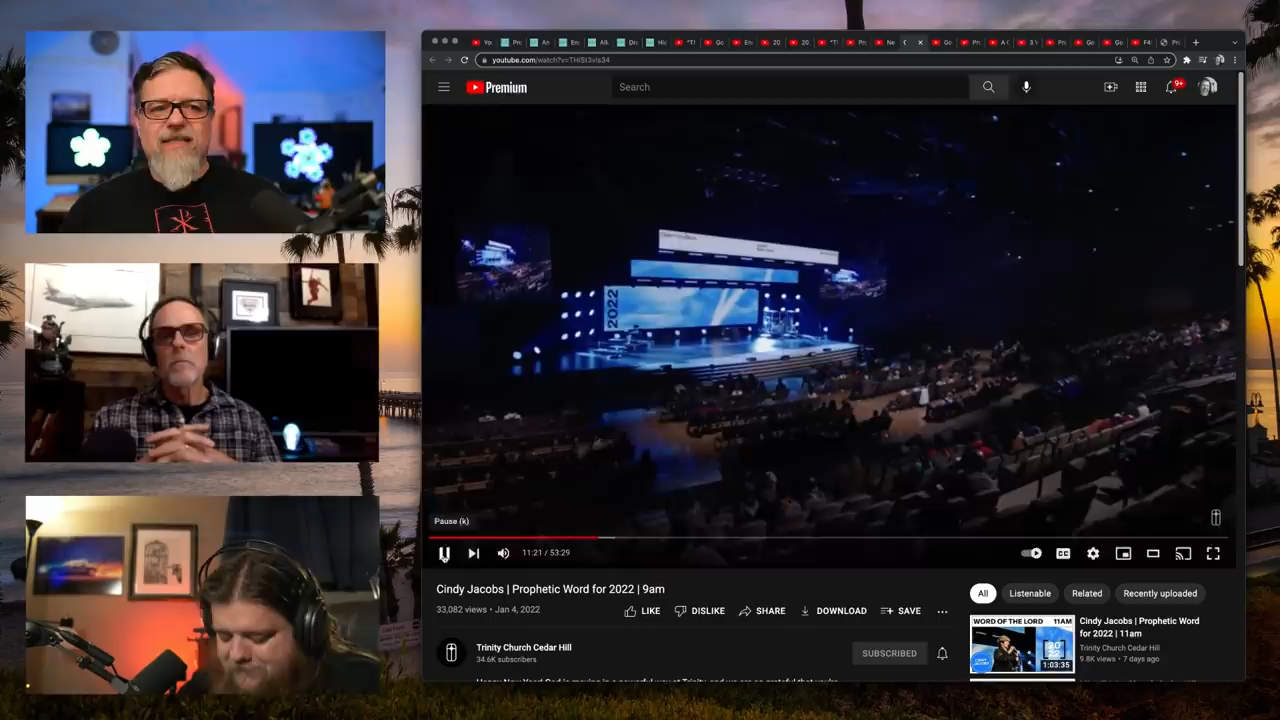 youtube.com/watch?v=THiSt3vls34
Premium
Search
9+
2022
Pause (k)
11:21 / 53:29
Cindy Jacobs | Prophetic Word for 2022 | 9am
33,082 views • Jan 4, 2022
LIKE
DISLIKE
SHARE
DOWNLOAD
SAVE
All
Listenable
Related
Recently uploaded
Trinity Church Cedar Hill
34.6K subscribers
SUBSCRIBED
WORD OF THE LORD
11AM
1:03:35
Cindy Jacobs | Prophetic Word
for 2022 | 11am
Trinity Church Cedar Hill
9.8K views • 7 days ago